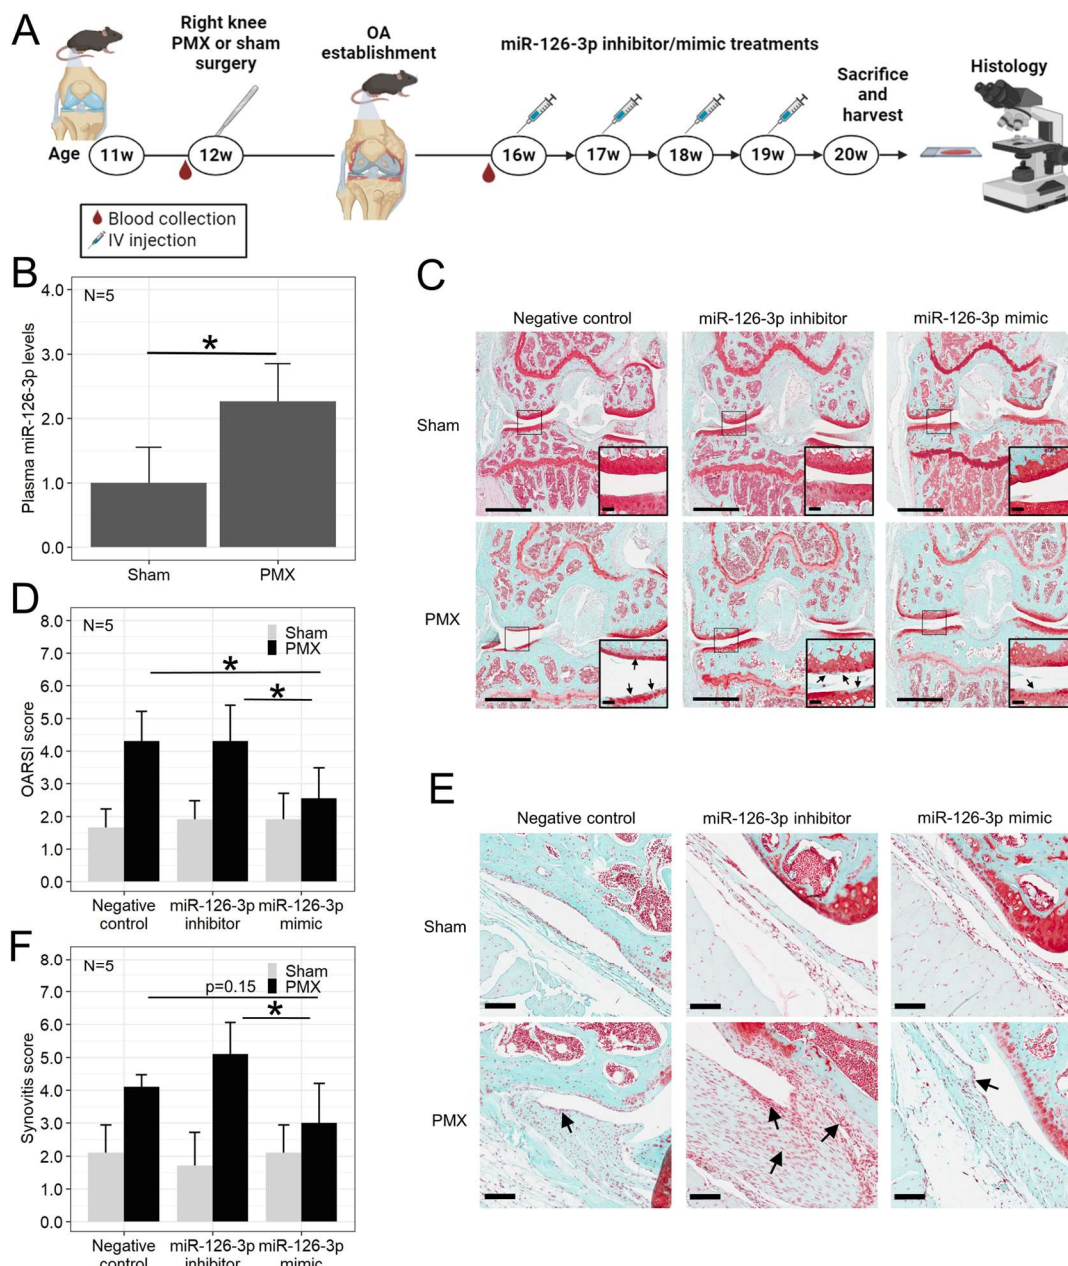 A
Right knee
PMX or sham
surgery
OA
establishment
miR-126-3p inhibitor/mimic treatments
Sacrifice
and
harvest
Histology
Age 11w 12w 16w 17w 18w 19w 20w
Blood collection
IV injection
B
N=5
*
Plasma miR-126-3p levels
4.0
3.0
2.0
1.0
0.0
Sham PMX
C
Negative control miR-126-3p inhibitor miR-126-3p mimic
Sham
PMX
D
N=5
Sham
PMX
*
*
OARSI score
8.0
7.0
6.0
5.0
4.0
3.0
2.0
1.0
0.0
Negative
control
miR-126-3p
inhibitor
miR-126-3p
mimic
E
Negative control miR-126-3p inhibitor miR-126-3p mimic
Sham
PMX
F
N=5
Sham
PMX
p=0.15
*
Synovitis score
8.0
7.0
6.0
5.0
4.0
3.0
2.0
1.0
0.0
Negative
control
miR-126-3p
inhibitor
miR-126-3p
mimic